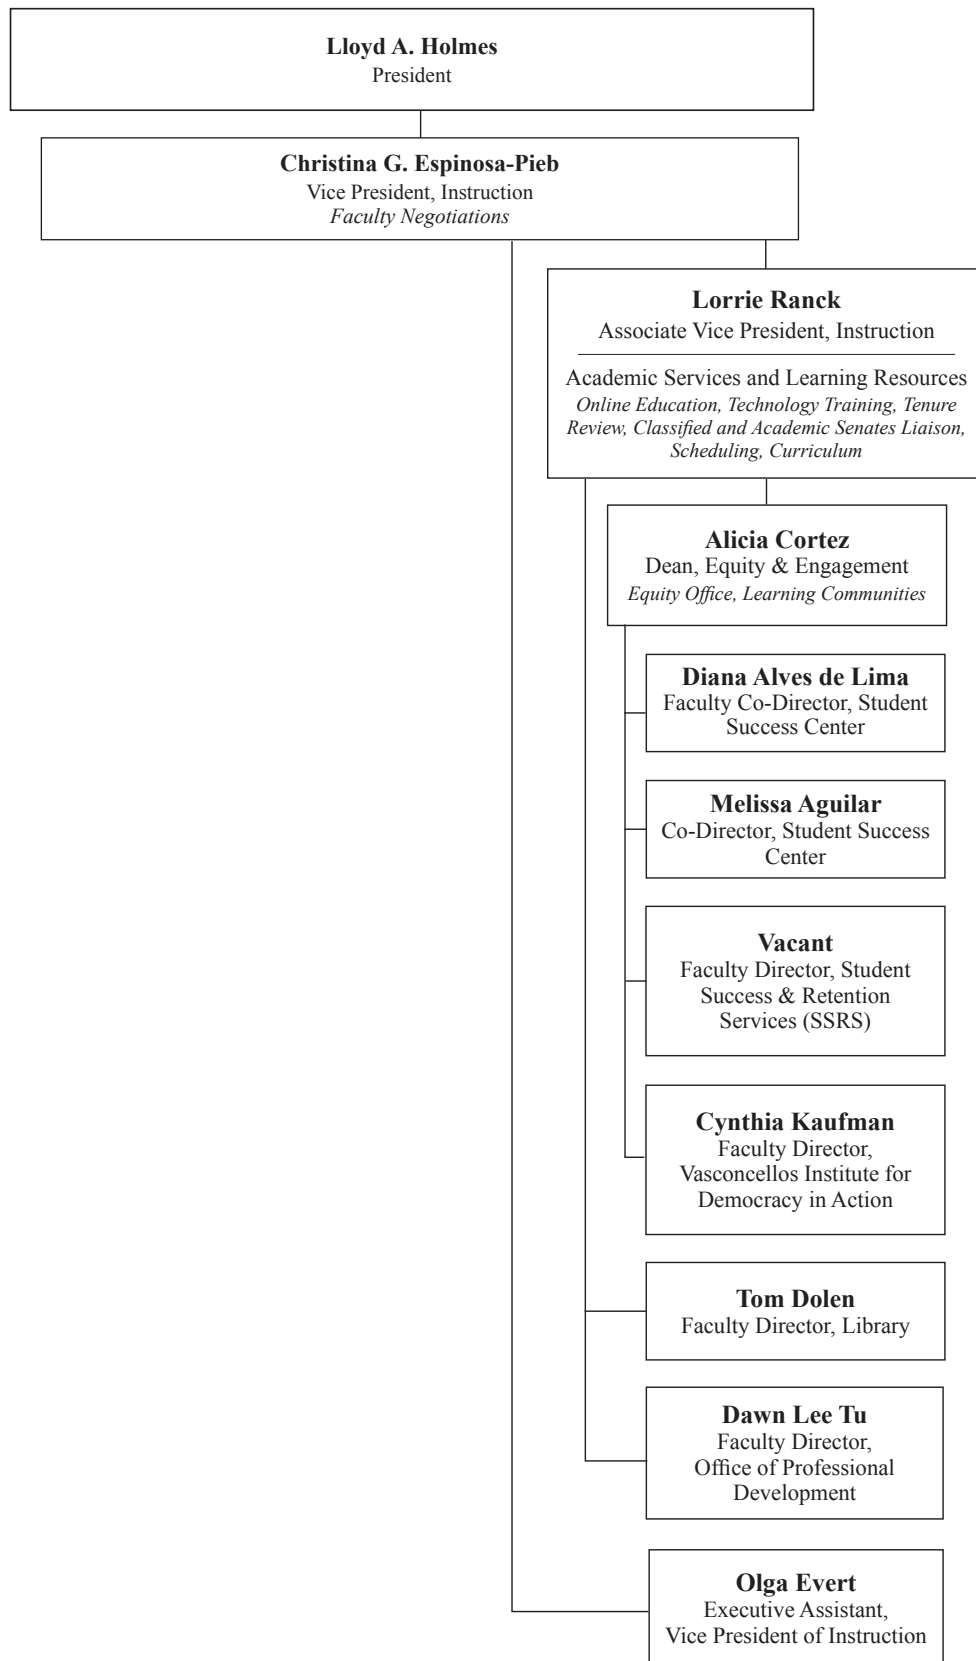 Lloyd A. Holmes
President
Christina G. Espinosa-Pieb
Vice President, Instruction
Faculty Negotiations
Lorrie Ranck
Associate Vice President, Instruction
Academic Services and Learning Resources
Online Education, Technology Training, Tenure
Review, Classified and Academic Senates Liaison,
Scheduling, Curriculum
Alicia Cortez
Dean, Equity & Engagement
Equity Office, Learning Communities
Diana Alves de Lima
Faculty Co-Director, Student
Success Center
Melissa Aguilar
Co-Director, Student Success
Center
Vacant
Faculty Director, Student
Success & Retention
Services (SSRS)
Cynthia Kaufman
Faculty Director,
Vasconcellos Institute for
Democracy in Action
Tom Dolen
Faculty Director, Library
Dawn Lee Tu
Faculty Director,
Office of Professional
Development
Olga Evert
Executive Assistant,
Vice President of Instruction